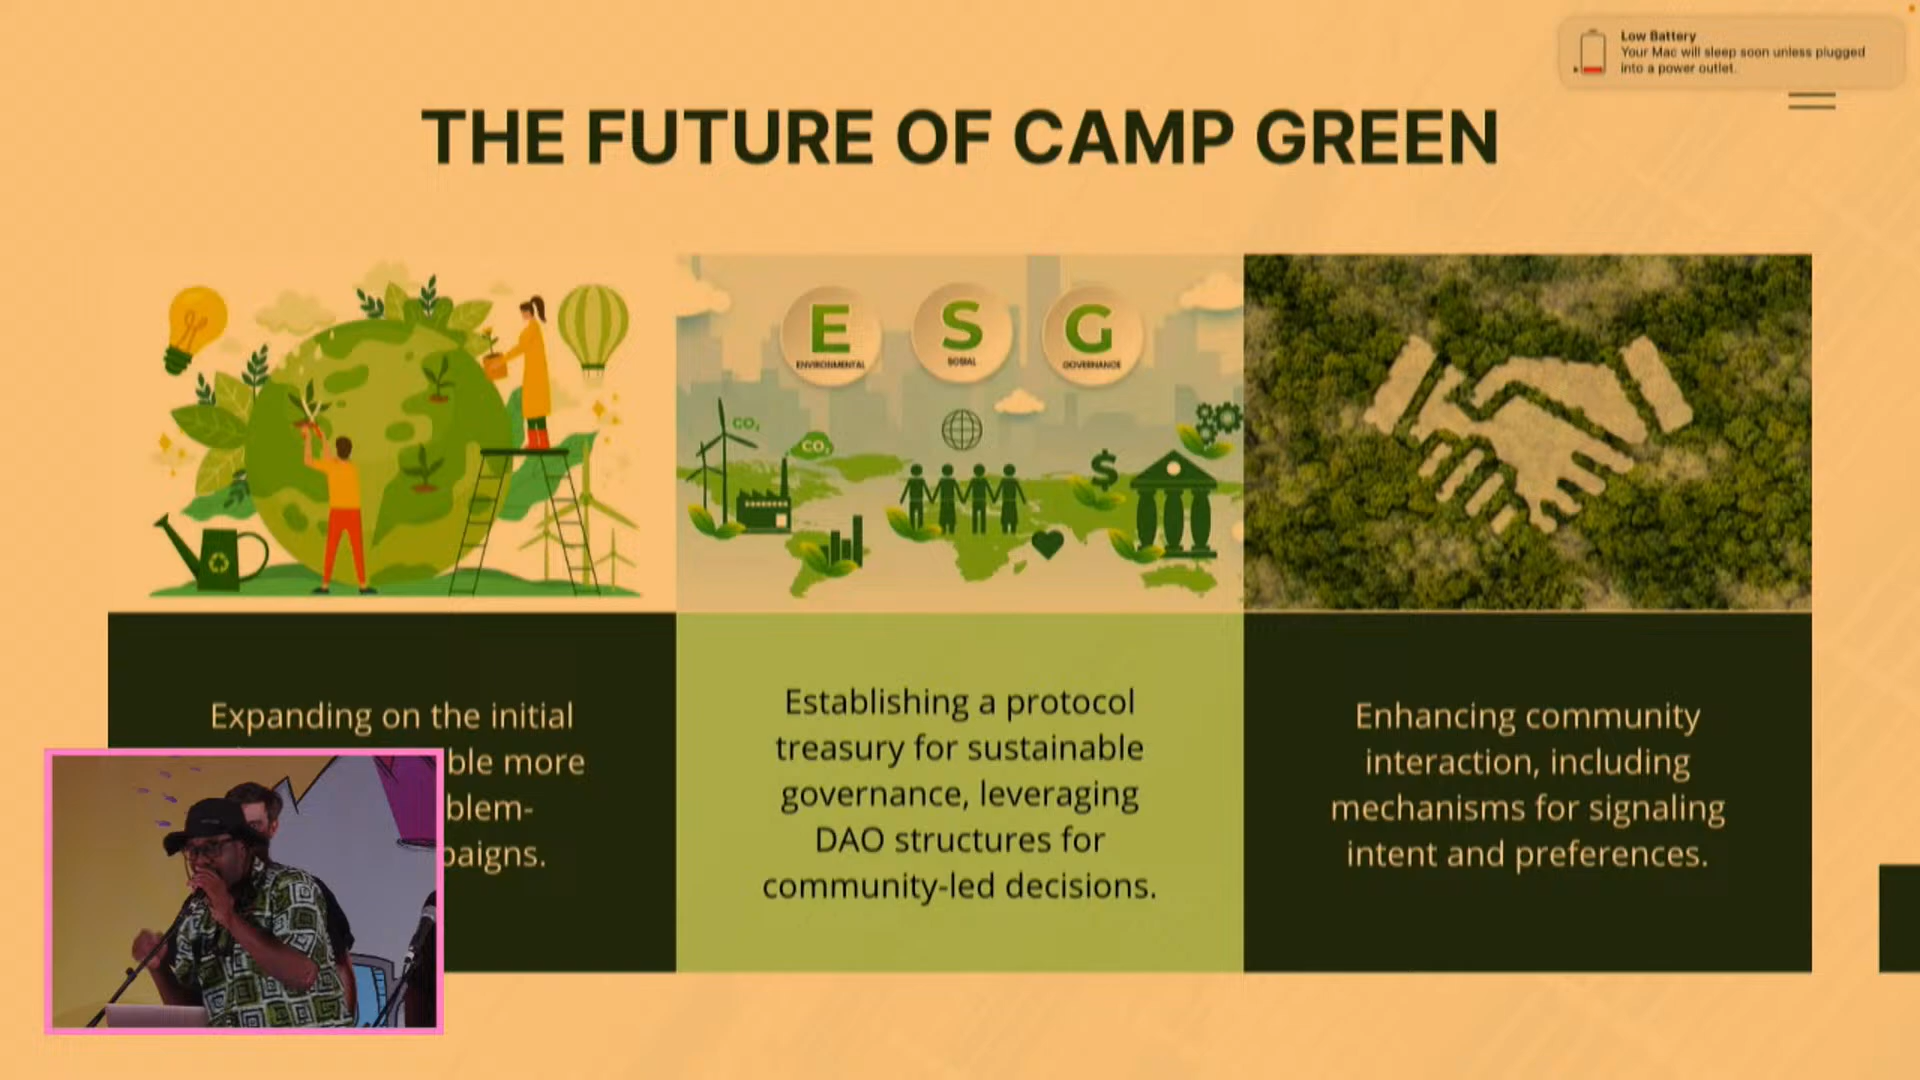 Low Battery
Your Mac will sleep soon unless plugged
into a power outlet.
THE FUTURE OF CAMP GREEN
E S G
ENVIRONMENTAL SOSIAL GOVERNANCE
CO₂
CO₂
$
Expanding on the initial
ble more
blem-
paigns.
Establishing a protocol
treasury for sustainable
governance, leveraging
DAO structures for
community-led decisions.
Enhancing community
interaction, including
mechanisms for signaling
intent and preferences.